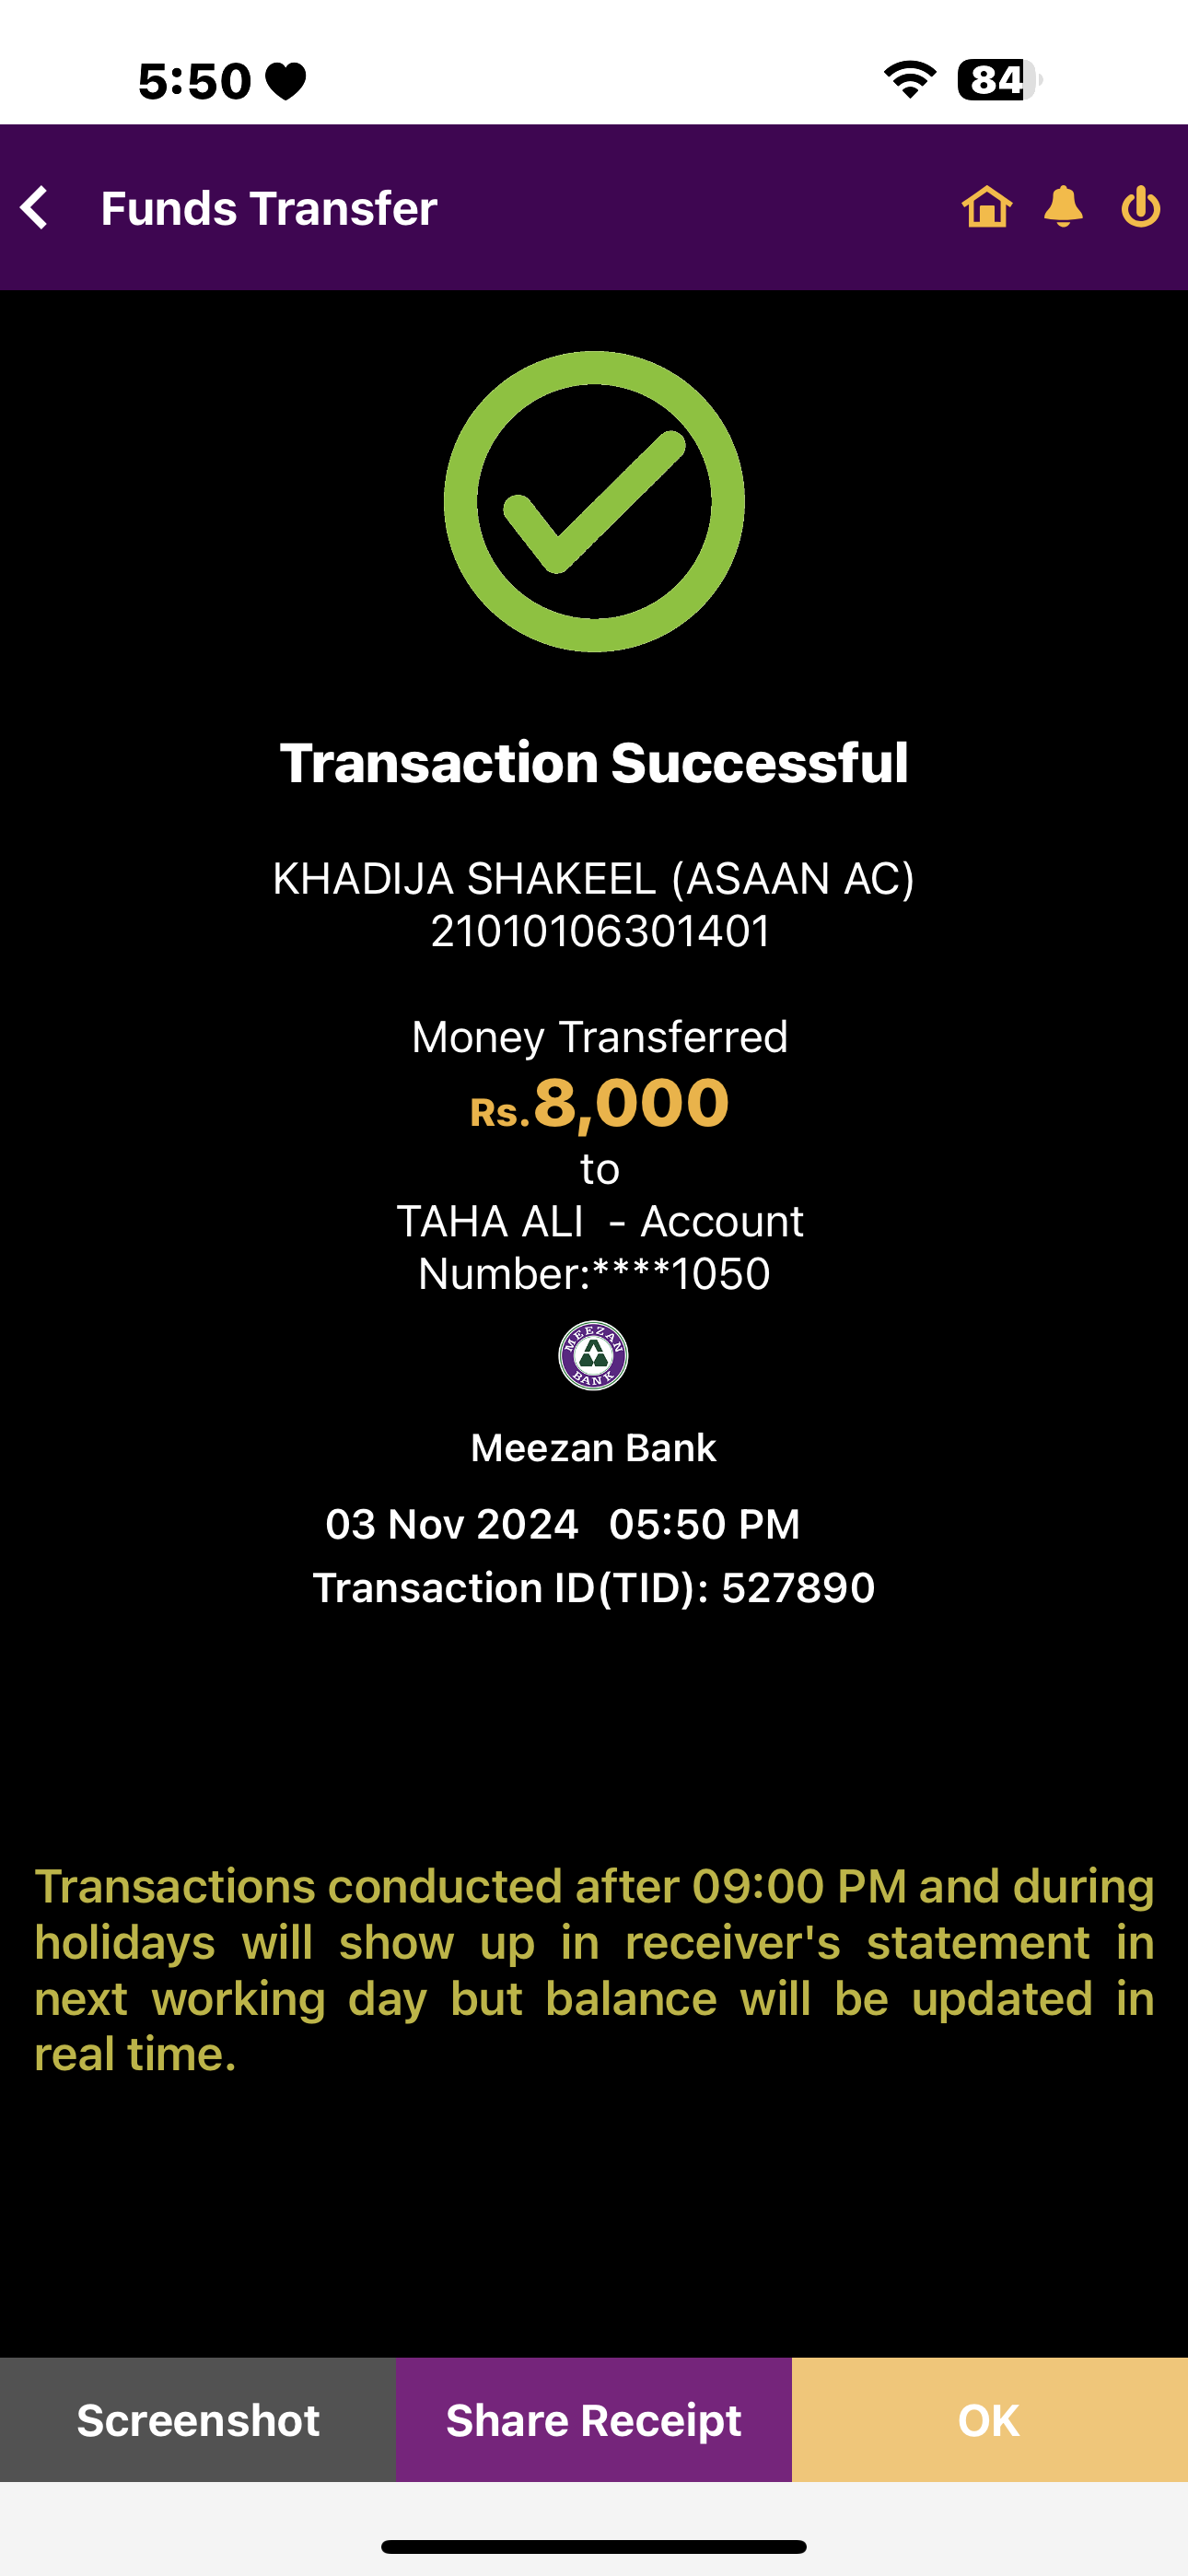 5:50
84
Funds Transfer
Transaction Successful
KHADIJA SHAKEEL (ASAAN AC)
21010106301401
Money Transferred
Rs.8,000
to
TAHA ALI  - Account
Number:****1050
MEEZAN BANK
Meezan Bank
03 Nov 2024 05:50 PM
Transaction ID(TID): 527890
Transactions conducted after 09:00 PM and during
holidays will show up in receiver's statement in
next working day but balance will be updated in
real time.
Screenshot
Share Receipt
OK